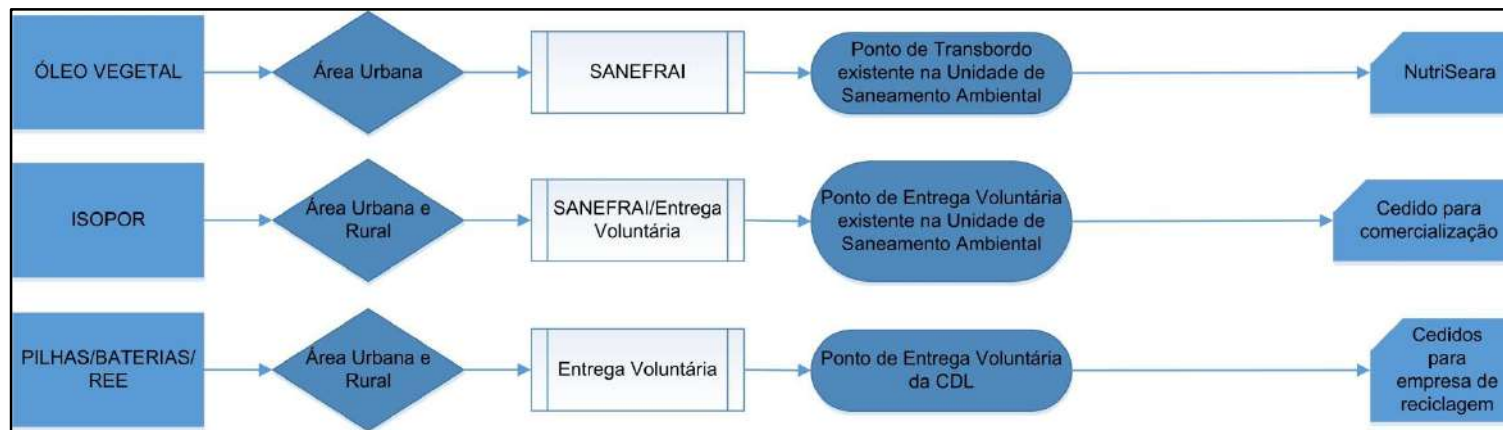 ÓLEO VEGETAL
Área Urbana
SANEFRAI
Ponto de Transbordo
existente na Unidade de
Saneamento Ambiental
NutriSeara
ISOPOR
Área Urbana e
Rural
SANEFRAI/Entrega
Voluntária
Ponto de Entrega Voluntária
existente na Unidade de
Saneamento Ambiental
Cedido para
comercialização
PILHAS/BATERIAS/
REE
Área Urbana e
Rural
Entrega Voluntária
Ponto de Entrega Voluntária
da CDL
Cedidos
para
empresa de
reciclagem